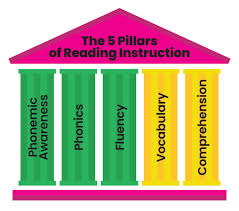 The 5 Pillars
of Reading Instruction
Phonemic
Awareness
Phonics
Fluency
Vocabulary
Comprehension